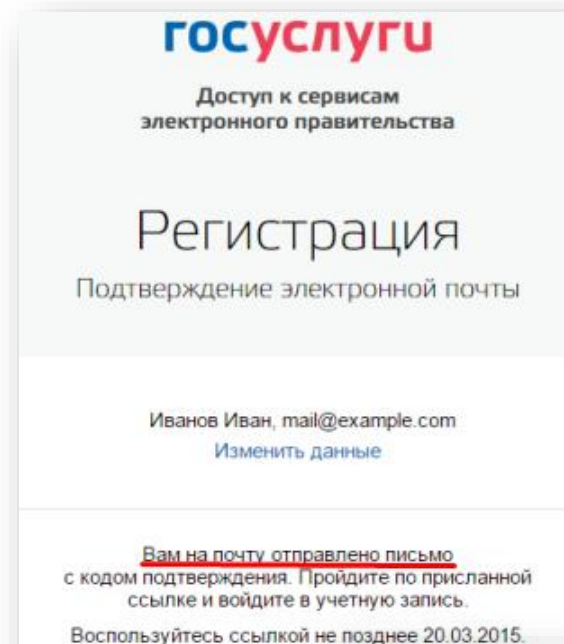 госуслуги
Доступ к сервисам
электронного правительства
Регистрация
Подтверждение электронной почты
Иванов Иван, mail@example.com
Изменить данные
Вам на почту отправлено письмо
с кодом подтверждения. Пройдите по присланной
ссылке и войдите в учетную запись.
Воспользуйтесь ссылкой не позднее 20.03.2015.